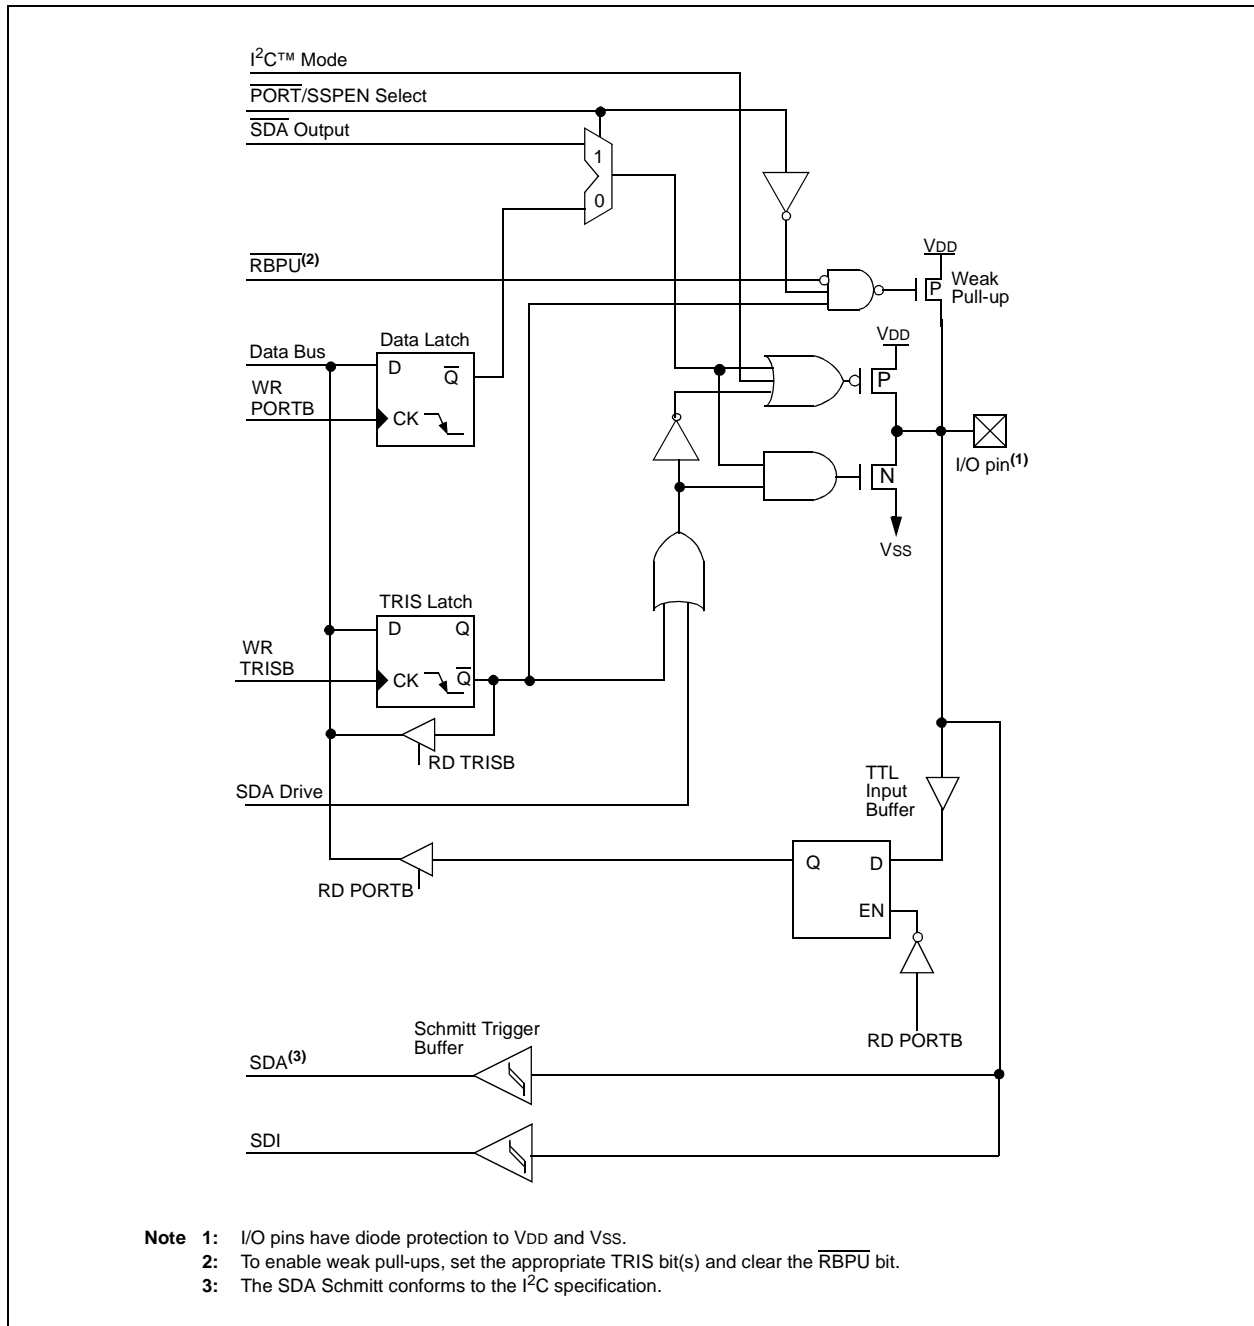 I²C™ Mode
P̅O̅R̅T̅/SSPEN Select
S̅D̅A̅ Output
1
0
R̅B̅P̅U̅(2)
VDD
P
Weak
Pull-up
Data Latch
Data Bus
D
Q̅
WR
PORTB
CK
VDD
P
I/O pin(1)
N
VSS
TRIS Latch
D
Q
WR
TRISB
CK
Q̅
RD TRISB
SDA Drive
TTL
Input
Buffer
Q
D
RD PORTB
EN
RD PORTB
Schmitt Trigger
Buffer
SDA(3)
SDI
Note 1: I/O pins have diode protection to VDD and VSS.
2: To enable weak pull-ups, set the appropriate TRIS bit(s) and clear the R̅B̅P̅U̅ bit.
3: The SDA Schmitt conforms to the I²C specification.